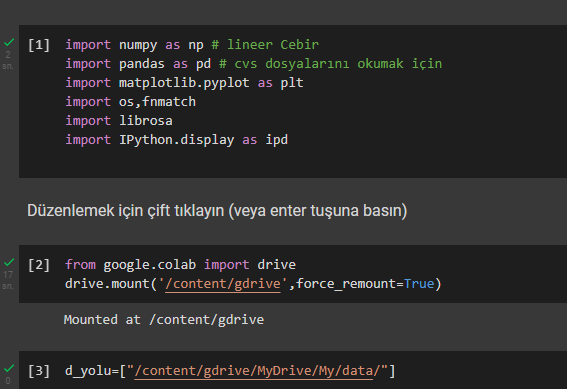 [1] import numpy as np # lineer Cebir
2 import pandas as pd # cvs dosyalarını okumak için
sn. import matplotlib.pyplot as plt
import os,fnmatch
import librosa
import IPython.display as ipd
Düzenlemek için çift tıklayın (veya enter tuşuna basın)
[2] from google.colab import drive
17 drive.mount('/content/gdrive',force_remount=True)
sn.
Mounted at /content/gdrive
[3] d_yolu=["/content/gdrive/MyDrive/My/data/"]
0